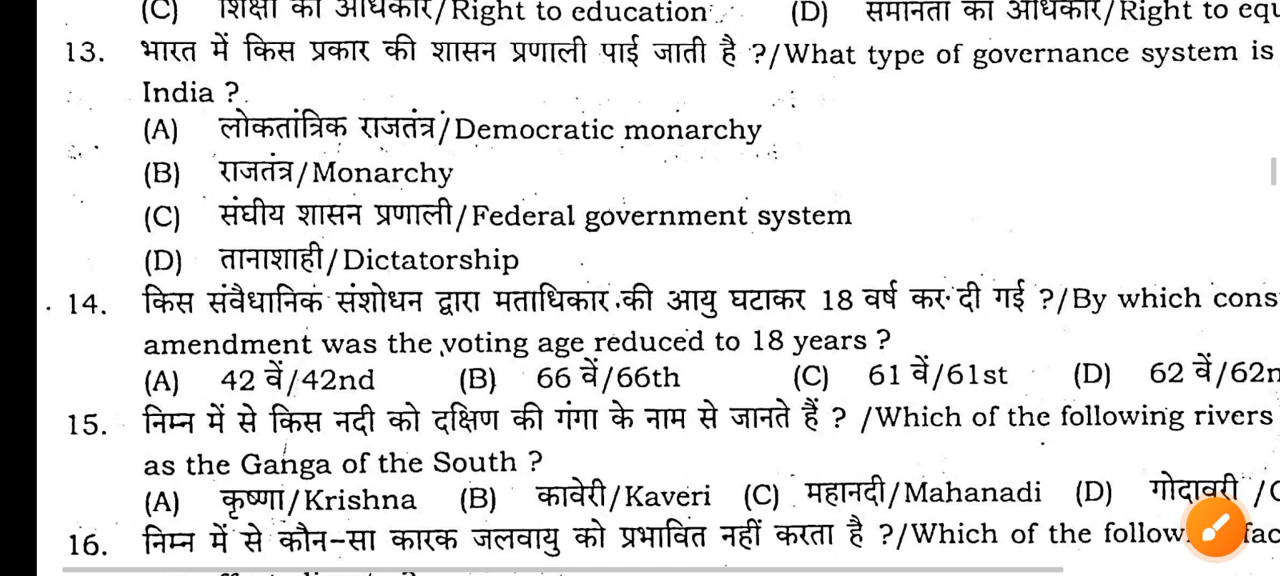 (C) शिक्षा का अधिकार/Right to education (D) समानता का अधिकार/Right to equ
13. भारत में किस प्रकार की शासन प्रणाली पाई जाती है ?/What type of governance system is
India ?
(A) लोकतांत्रिक राजतंत्र/Democratic monarchy
(B) राजतंत्र/Monarchy
(C) संघीय शासन प्रणाली/Federal government system
(D) तानाशाही/Dictatorship
14. किस संवैधानिक संशोधन द्वारा मताधिकार की आयु घटाकर 18 वर्ष कर दी गई ?/By which cons
amendment was the voting age reduced to 18 years ?
(A) 42 वें/42nd (B) 66 वें/66th (C) 61 वें/61st (D) 62 वें/62n
15. निम्न में से किस नदी को दक्षिण की गंगा के नाम से जानते हैं ? /Which of the following rivers
as the Ganga of the South ?
(A) कृष्णा/Krishna (B) कावेरी/Kaveri (C) महानदी/Mahanadi (D) गोदावरी /
16. निम्न में से कौन-सा कारक जलवायु को प्रभावित नहीं करता है ?/Which of the follow fac